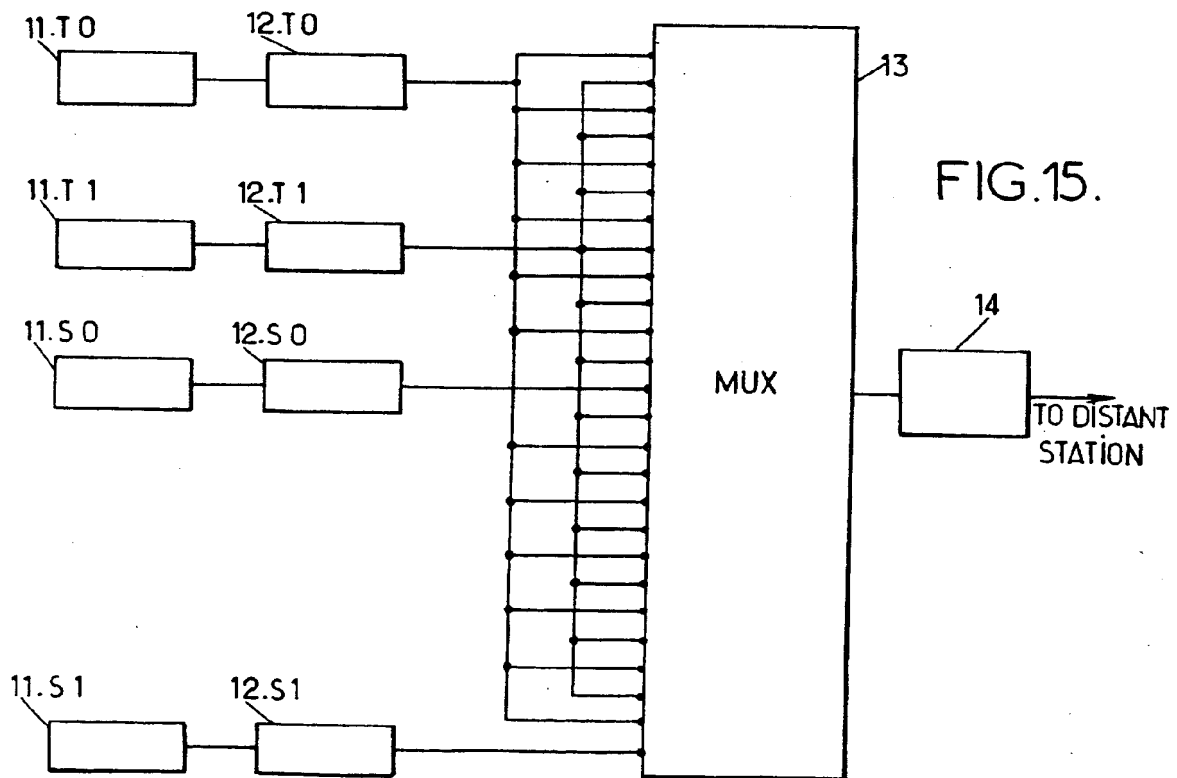 11.T0
12.T0
13
FIG.15.
11.T1
12.T1
11.S0
12.S0
14
MUX
TO DISTANT
STATION
11.S1
12.S1